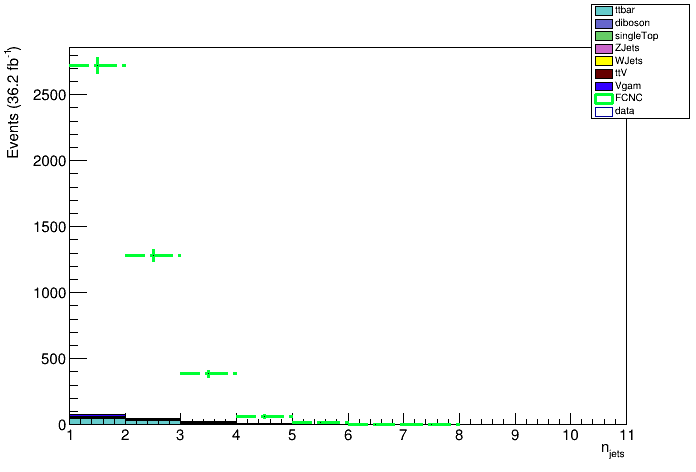 ttbar
diboson
singleTop
ZJets
WJets
ttV
Vgam
FCNC
data
Events (36.2 fb⁻¹)
2500
2000
1500
1000
500
0
1 2 3 4 5 6 7 8 9 10 11
n_jets